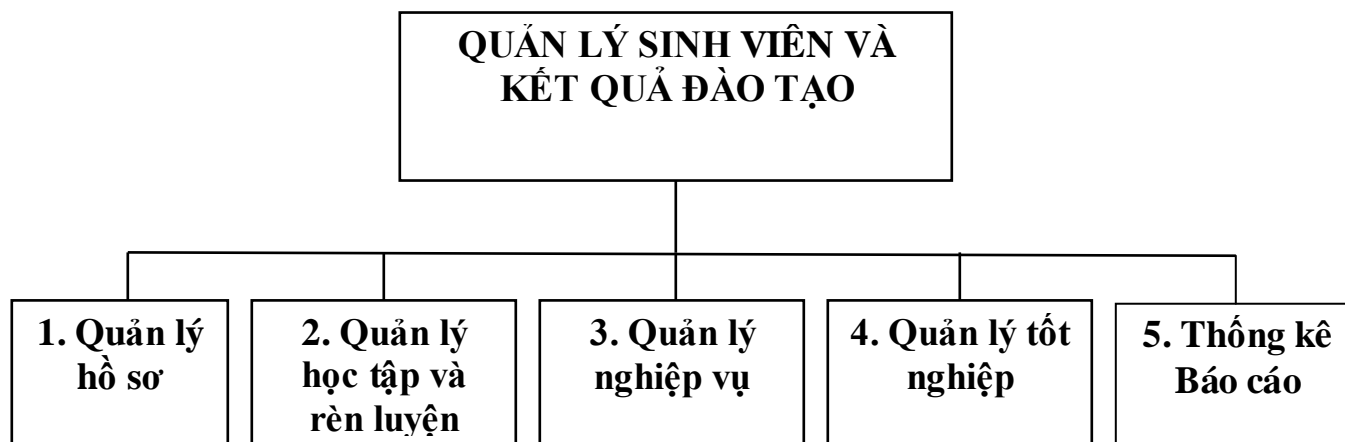 QUẢN LÝ SINH VIÊN VÀ
KẾT QUẢ ĐÀO TẠO
1. Quản lý
hồ sơ
2. Quản lý
học tập và
rèn luyện
3. Quản lý
nghiệp vụ
4. Quản lý tốt
nghiệp
5. Thống kê
Báo cáo